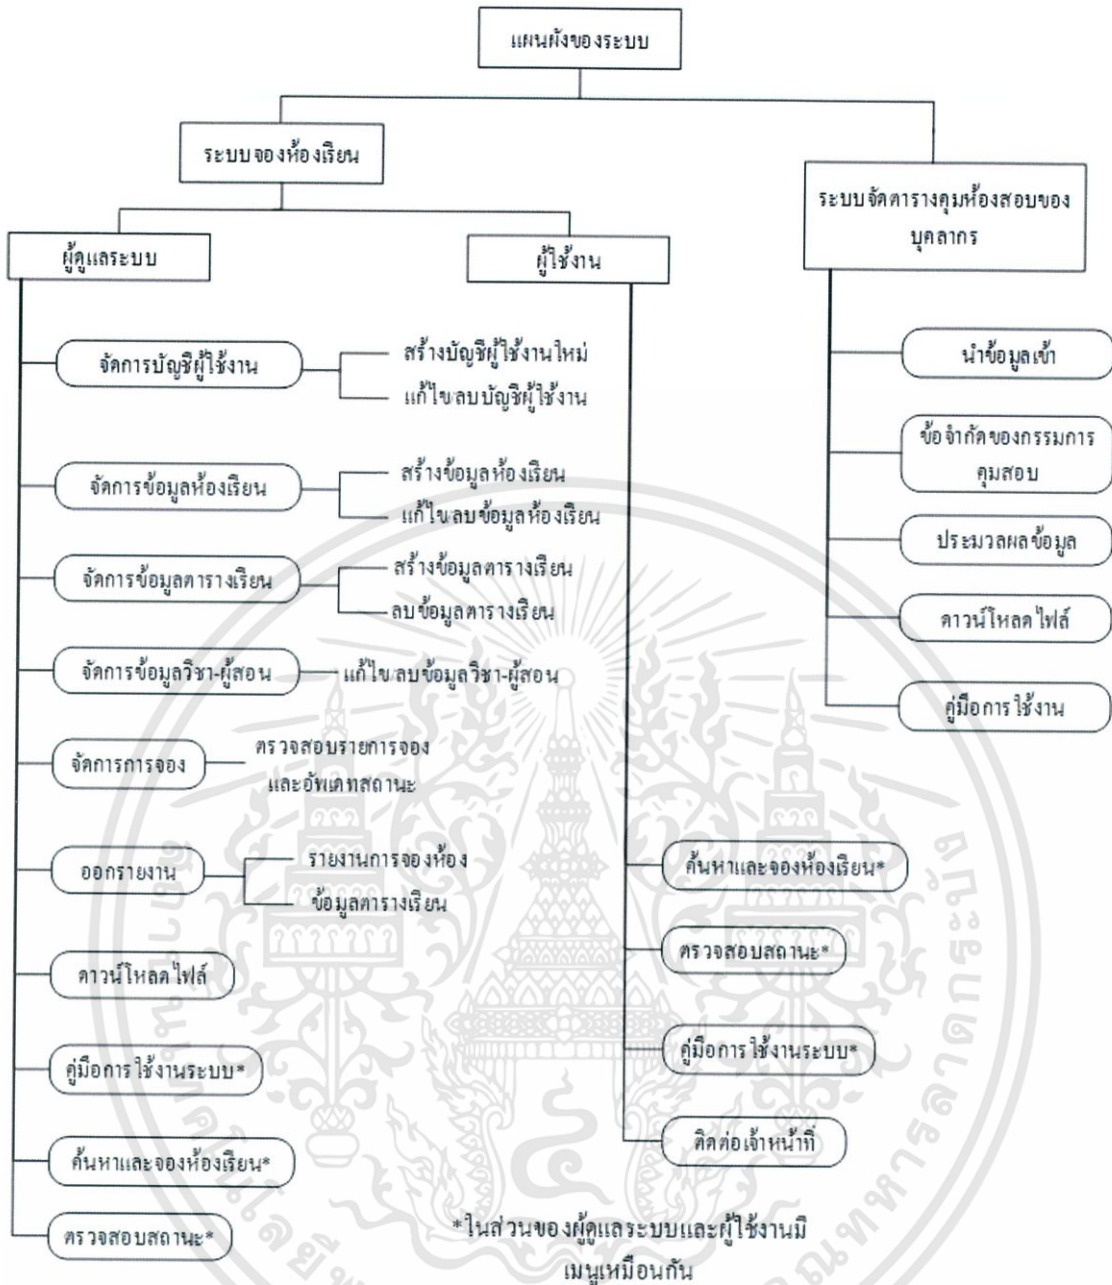 แผนผังของระบบ
ระบบจองห้องเรียน
ระบบจัดตารางคุมห้องสอบของ
บุคลากร
ผู้ดูแลระบบ
ผู้ใช้งาน
จัดการบัญชีผู้ใช้งาน
สร้างบัญชีผู้ใช้งานใหม่
แก้ไข/ลบบัญชีผู้ใช้งาน
จัดการข้อมูลห้องเรียน
สร้างข้อมูลห้องเรียน
แก้ไข/ลบข้อมูลห้องเรียน
จัดการข้อมูลตารางเรียน
สร้างข้อมูลตารางเรียน
ลบข้อมูลตารางเรียน
จัดการข้อมูลวิชา-ผู้สอน
แก้ไข/ลบข้อมูลวิชา-ผู้สอน
จัดการการจอง
ตรวจสอบรายการจอง
และอัพเดทสถานะ
ออกรายงาน
รายงานการจองห้อง
ข้อมูลตารางเรียน
ดาวน์โหลดไฟล์
คู่มือการใช้งานระบบ*
ค้นหาและจองห้องเรียน*
ตรวจสอบสถานะ*
ค้นหาและจองห้องเรียน*
ตรวจสอบสถานะ*
คู่มือการใช้งานระบบ*
ติดต่อเจ้าหน้าที่
นำข้อมูลเข้า
ข้อจำกัดของกรรมการ
คุมสอบ
ประมวลผลข้อมูล
ดาวน์โหลดไฟล์
คู่มือการใช้งาน
*ในส่วนของผู้ดูแลระบบและผู้ใช้งานมี
เมนูเหมือนกัน